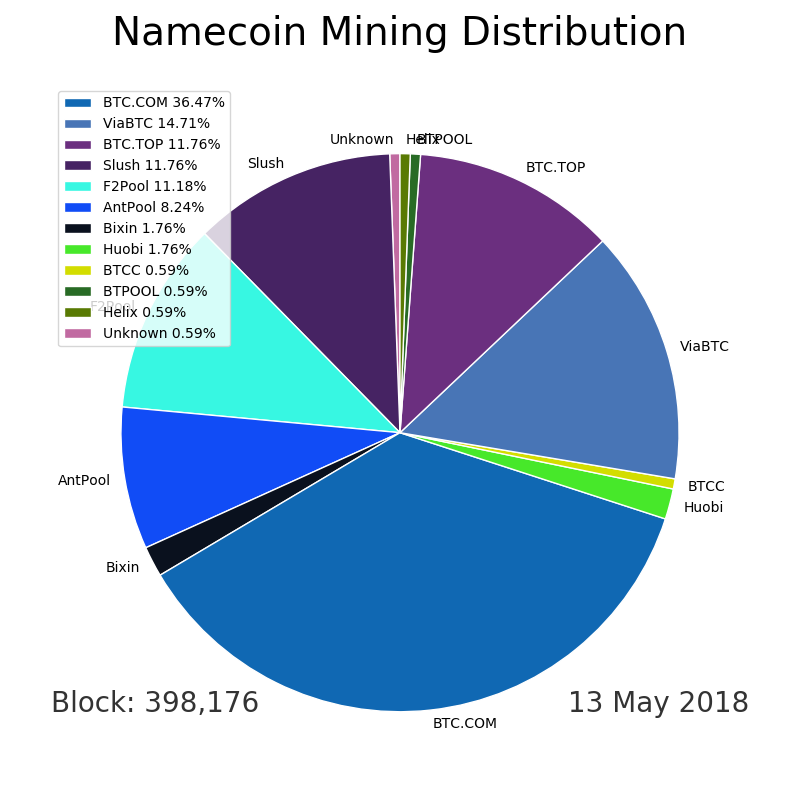 Namecoin Mining Distribution
BTC.COM 36.47%
ViaBTC 14.71%
BTC.TOP 11.76%
Slush 11.76%
F2Pool 11.18%
AntPool 8.24%
Bixin 1.76%
Huobi 1.76%
BTCC 0.59%
BTPOOL 0.59%
Helix 0.59%
Unknown 0.59%
Unknown
Helix
BTPOOL
Slush
BTC.TOP
F2Pool
ViaBTC
AntPool
BTCC
Huobi
Bixin
Block: 398,176
13 May 2018
BTC.COM